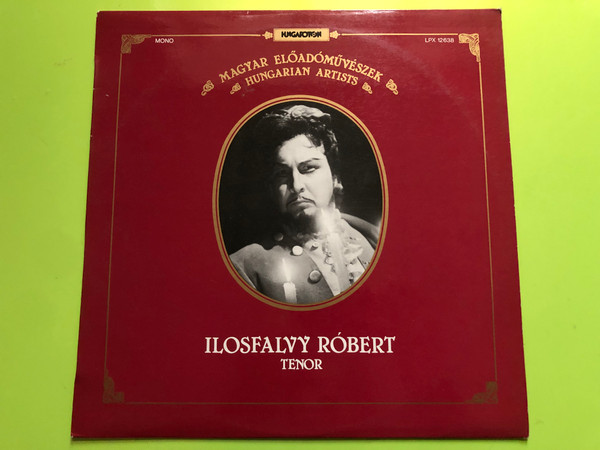 HUNGAROTON
MONO
LPX 12638
MAGYAR ELŐADÓMŰVÉSZEK
HUNGARIAN ARTISTS
ILOSFALVY RÓBERT
TENOR